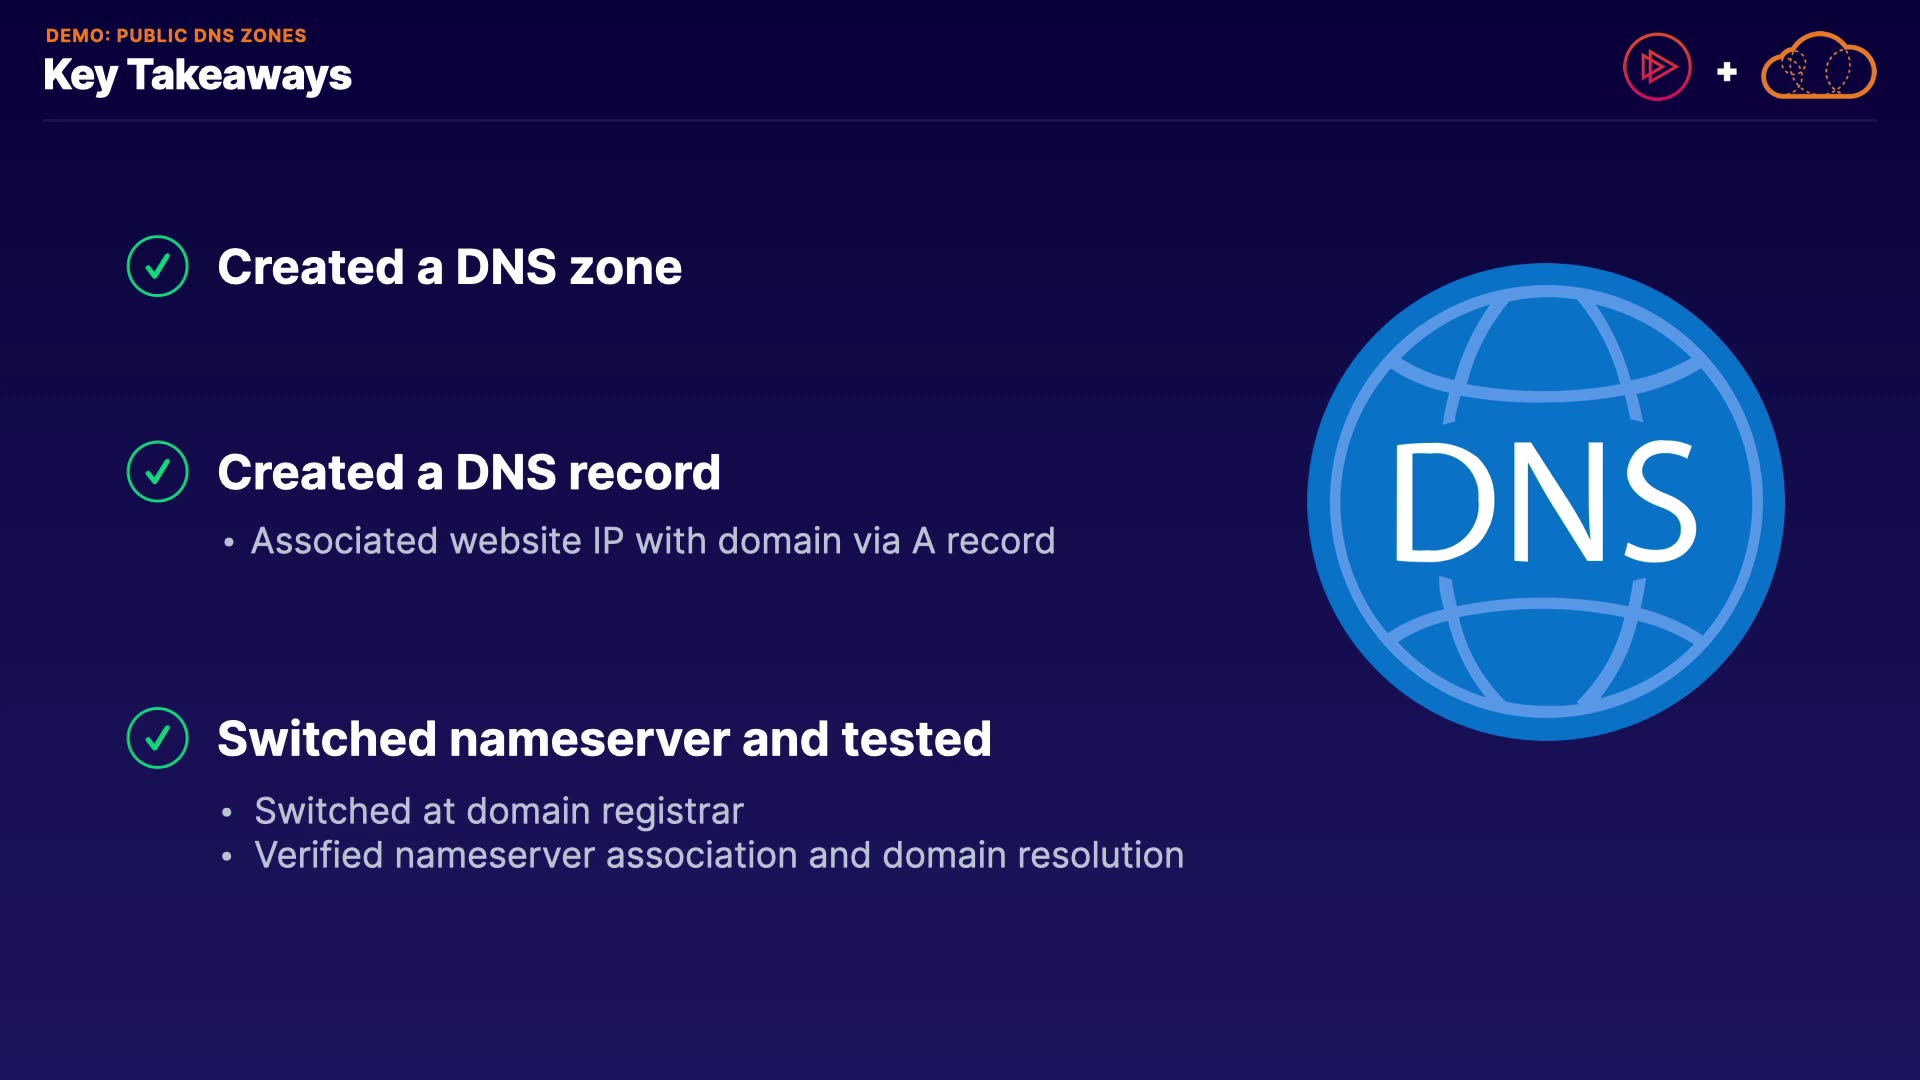 DEMO: PUBLIC DNS ZONES
Key Takeaways
Created a DNS zone
Created a DNS record
• Associated website IP with domain via A record
Switched nameserver and tested
• Switched at domain registrar
• Verified nameserver association and domain resolution
DNS